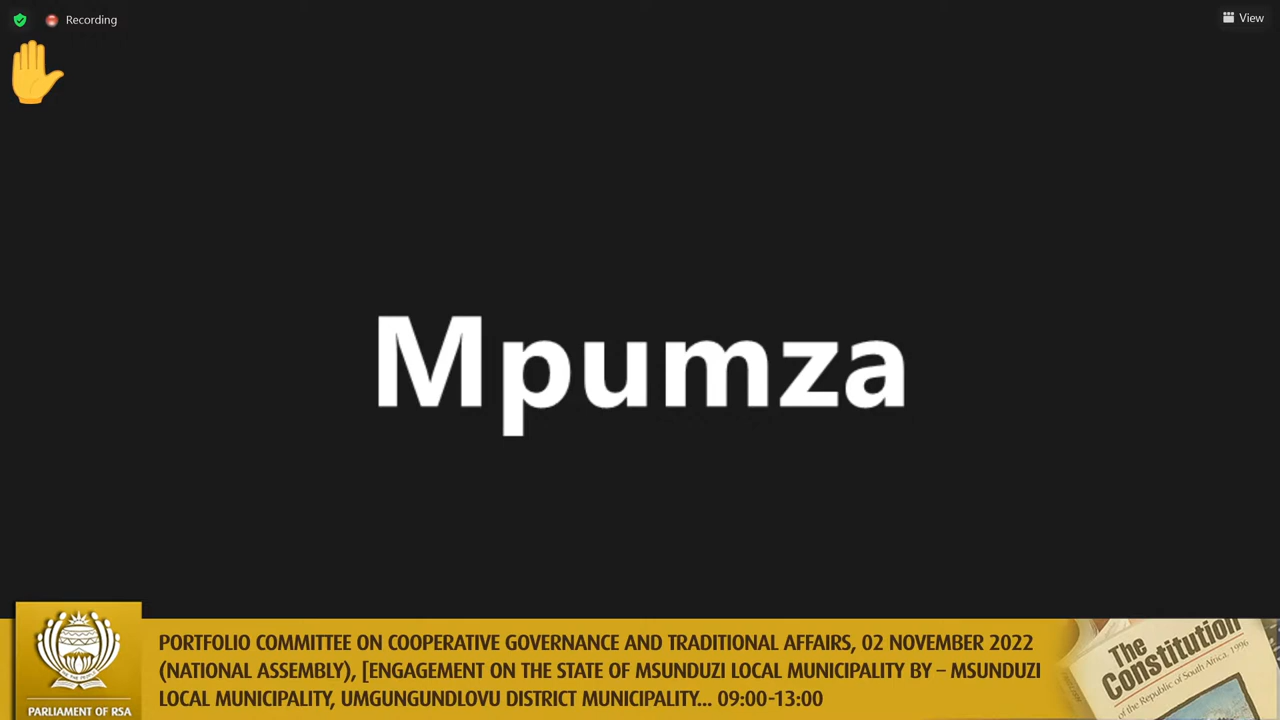 Recording
View
Mpumza
PORTFOLIO COMMITTEE ON COOPERATIVE GOVERNANCE AND TRADITIONAL AFFAIRS, 02 NOVEMBER 2022
(NATIONAL ASSEMBLY), [ENGAGEMENT ON THE STATE OF MSUNDUZI LOCAL MUNICIPALITY BY – MSUNDUZI
LOCAL MUNICIPALITY, UMGUNGUNDLOVU DISTRICT MUNICIPALITY... 09:00-13:00
PARLIAMENT OF RSA
The
Constitution
of the Republic of South Africa, 1996